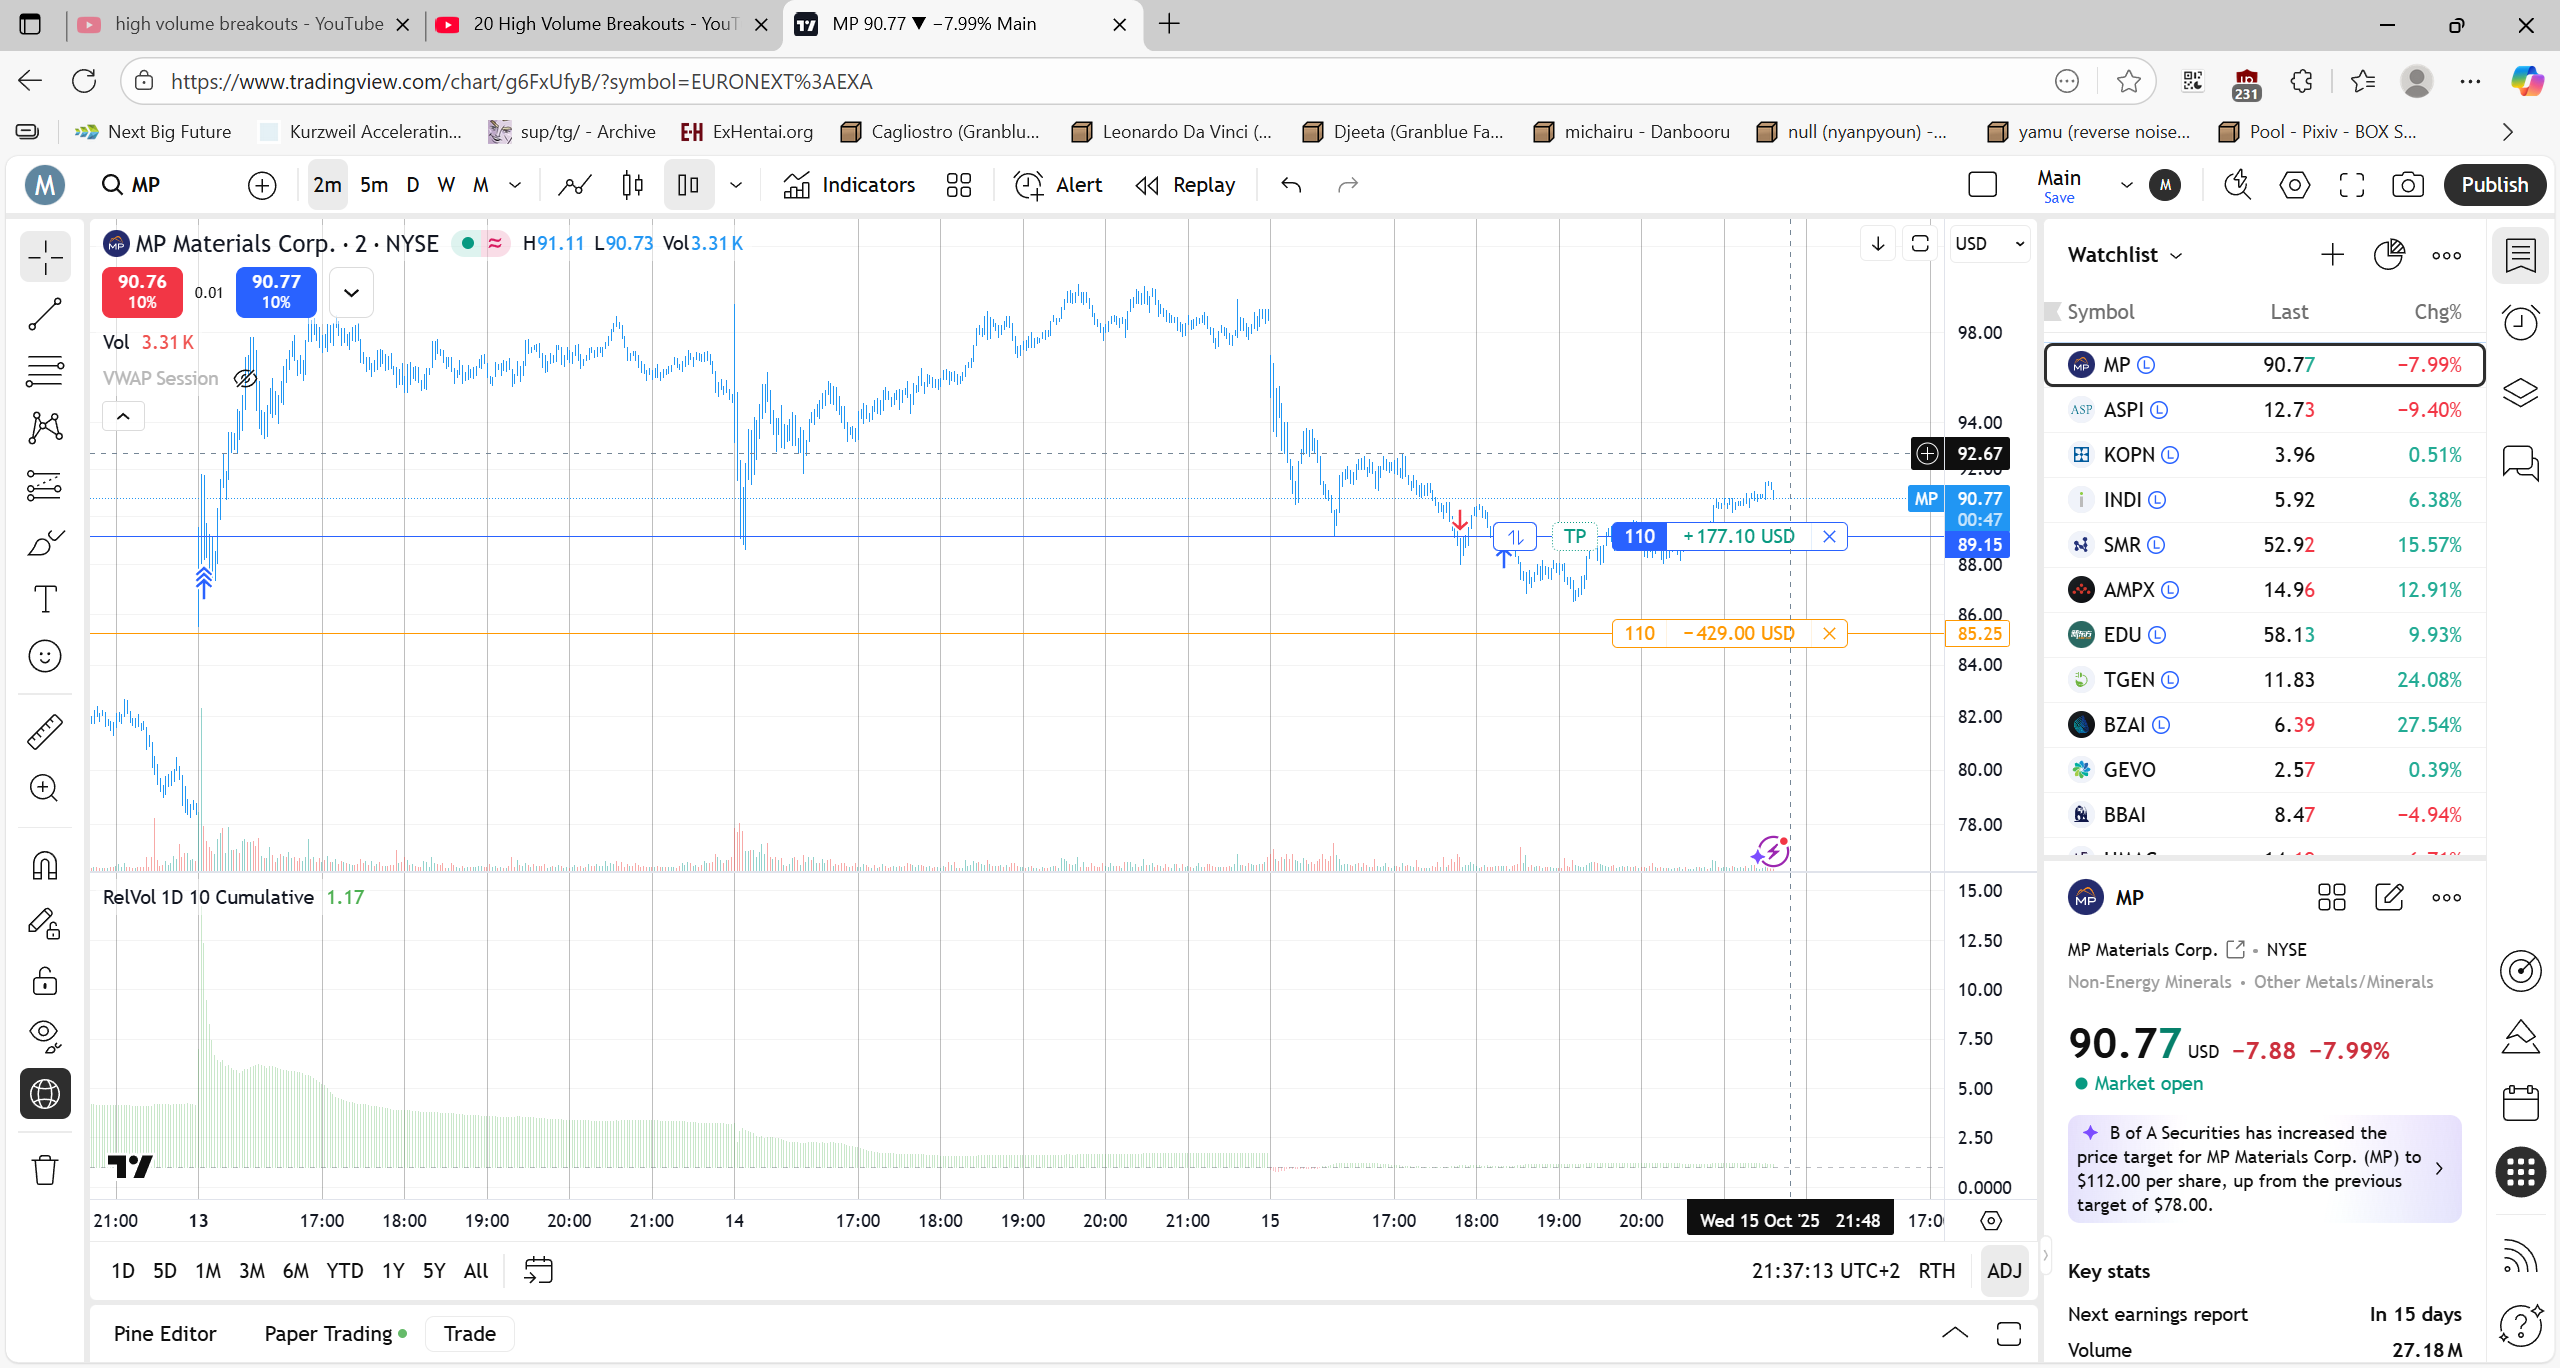 high volume breakouts - YouTube
20 High Volume Breakouts - YouT
MP 90.77 ▼ −7.99% Main
https://www.tradingview.com/chart/g6FxUfyB/?symbol=EURONEXT%3AEXA
231
Next Big Future
Kurzweil Acceleratin...
sup/tg/ - Archive
ExHentai.org
Cagliostro (Granblu...
Leonardo Da Vinci (...
Djeeta (Granblue Fa...
michairu - Danbooru
null (nyanpyoun) -...
yamu (reverse noise...
Pool - Pixiv - BOX S...
M MP 2m 5m D W M Indicators Alert Replay Main Save M Publish
MP Materials Corp. · 2 · NYSE H91.11 L90.73 Vol3.31 K
USD
90.76 10% 0.01 90.77 10%
Vol 3.31 K
VWAP Session
98.00
94.00
92.67
MP 90.77
00:47
TP 110 +177.10 USD 89.15
88.00
86.00
110 −429.00 USD 85.25
84.00
82.00
80.00
78.00
RelVol 1D 10 Cumulative 1.17
15.00
12.50
10.00
7.50
5.00
2.50
0.0000
21:00 13 17:00 18:00 19:00 20:00 21:00 14 17:00 18:00 19:00 20:00 21:00 15 17:00 18:00 19:00 20:00 Wed 15 Oct '25 21:48
1D 5D 1M 3M 6M YTD 1Y 5Y All 21:37:13 UTC+2 RTH ADJ
Pine Editor Paper Trading Trade
Watchlist
Symbol Last Chg%
MP L 90.77 −7.99%
ASPI L 12.73 −9.40%
KOPN L 3.96 0.51%
INDI L 5.92 6.38%
SMR L 52.92 15.57%
AMPX L 14.96 12.91%
EDU L 58.13 9.93%
TGEN L 11.83 24.08%
BZAI L 6.39 27.54%
GEVO 2.57 0.39%
BBAI 8.47 −4.94%
MP
MP Materials Corp. • NYSE
Non-Energy Minerals • Other Metals/Minerals
90.77 USD −7.88 −7.99%
Market open
B of A Securities has increased the
price target for MP Materials Corp. (MP) to
$112.00 per share, up from the previous
target of $78.00.
Key stats
Next earnings report In 15 days
Volume 27.18 M